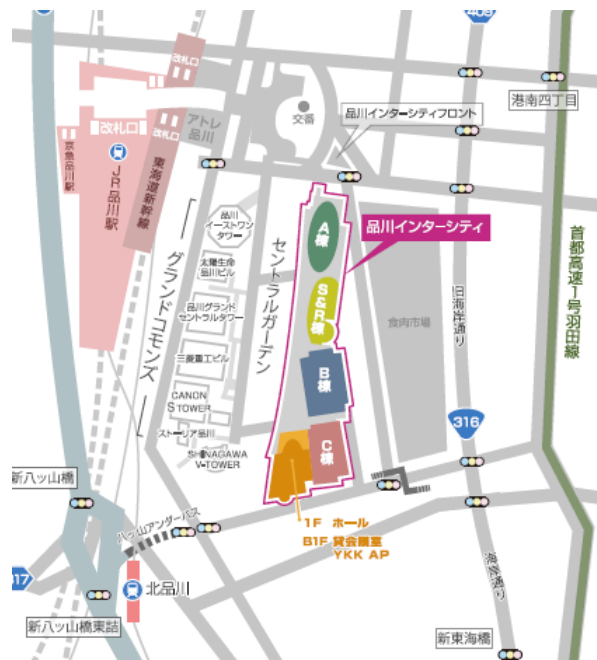 409
改札口
港南四丁目
交番
品川インターシティフロント
アトレ
品川
改札口
改札口
京急品川駅
JR品川駅
東海道新幹線
品川
イーストワン
タワー
A棟
品川インターシティ
太陽生命
品川ビル
セントラルガーデン
グランドコモンズ
品川グランド
セントラルタワー
S&R棟
食肉市場
旧海岸通り
首都高速1号羽田線
三菱重工ビル
B棟
CANON
S TOWER
ストーリア品川
SHINAGAWA
V-TOWER
C棟
316
新八ッ山橋
八ッ山アンダーパス
1F ホール
B1F 貸会議室
YKK AP
317
北品川
海岸通り
新八ッ山橋東詰
新東海橋